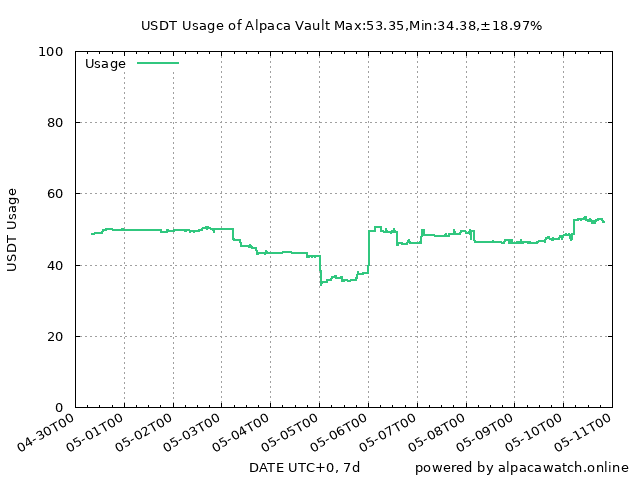 USDT Usage of Alpaca Vault Max:53.35,Min:34.38,±18.97%
100
Usage
80
60
USDT Usage
40
20
0
04-30T00
05-01T00
05-02T00
05-03T00
05-04T00
05-05T00
05-06T00
05-07T00
05-08T00
05-09T00
05-10T00
05-11T00
DATE UTC+0, 7d
powered by alpacawatch.online